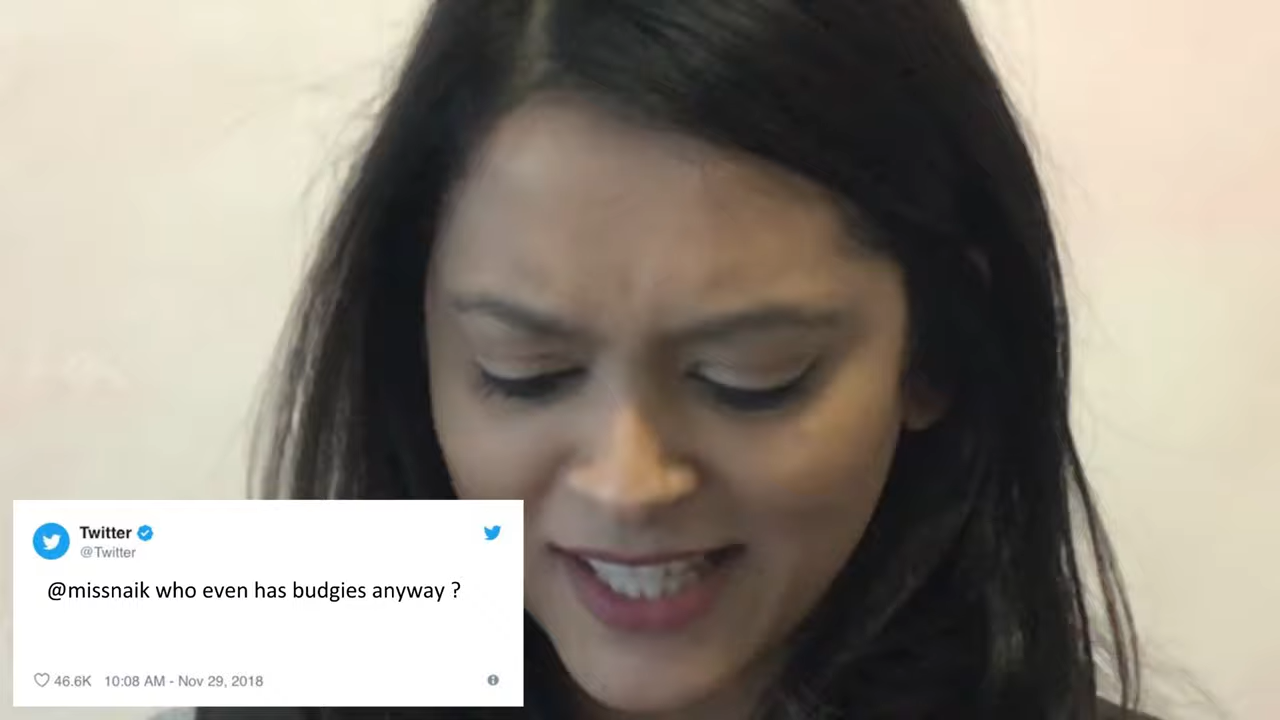 Twitter
@Twitter
@missnaik who even has budgies anyway ?
46.6K 10:08 AM - Nov 29, 2018